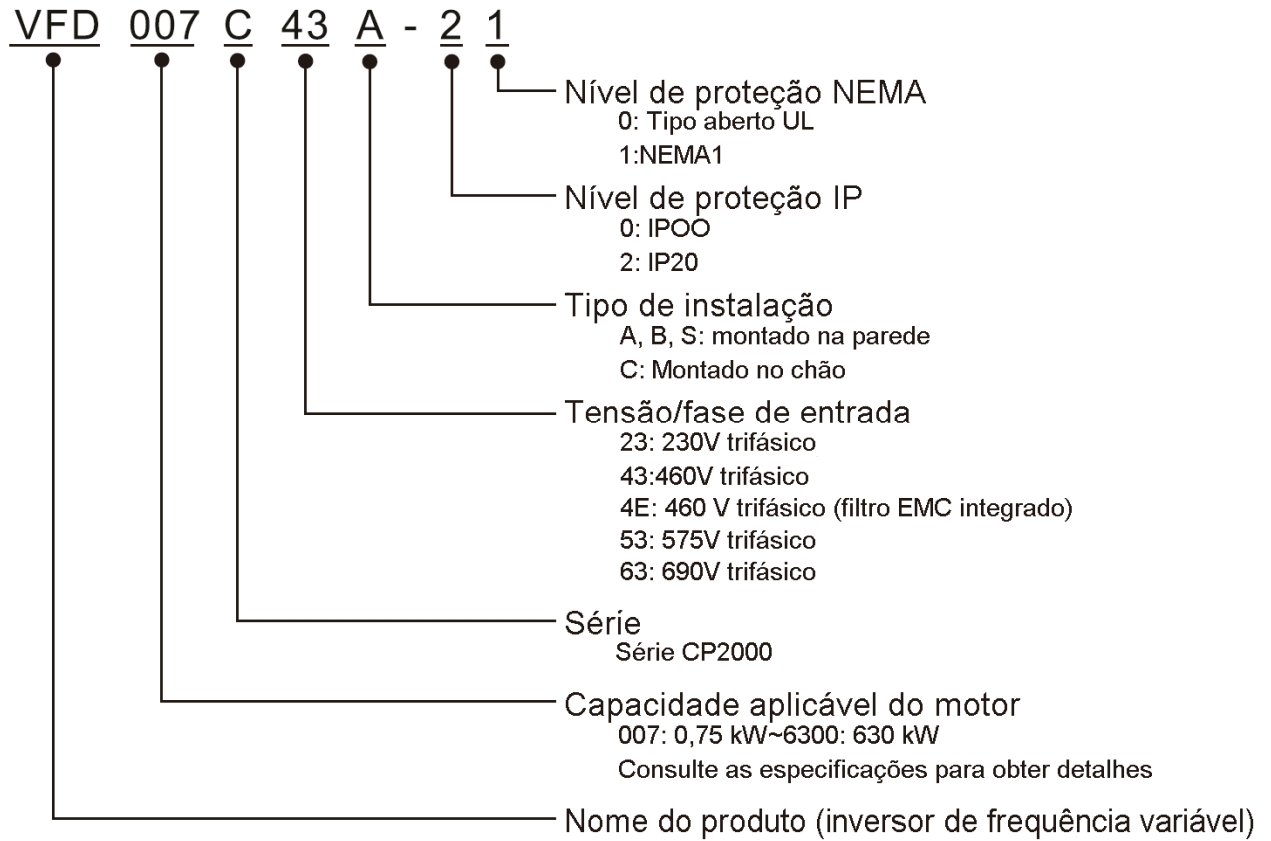 VFD 007 C 43 A - 2 1
Nível de proteção NEMA
0: Tipo aberto UL
1:NEMA1
Nível de proteção IP
0: IPOO
2: IP20
Tipo de instalação
A, B, S: montado na parede
C: Montado no chão
Tensão/fase de entrada
23: 230V trifásico
43:460V trifásico
4E: 460 V trifásico (filtro EMC integrado)
53: 575V trifásico
63: 690V trifásico
Série
Série CP2000
Capacidade aplicável do motor
007: 0,75 kW~6300: 630 kW
Consulte as especificações para obter detalhes
Nome do produto (inversor de frequência variável)